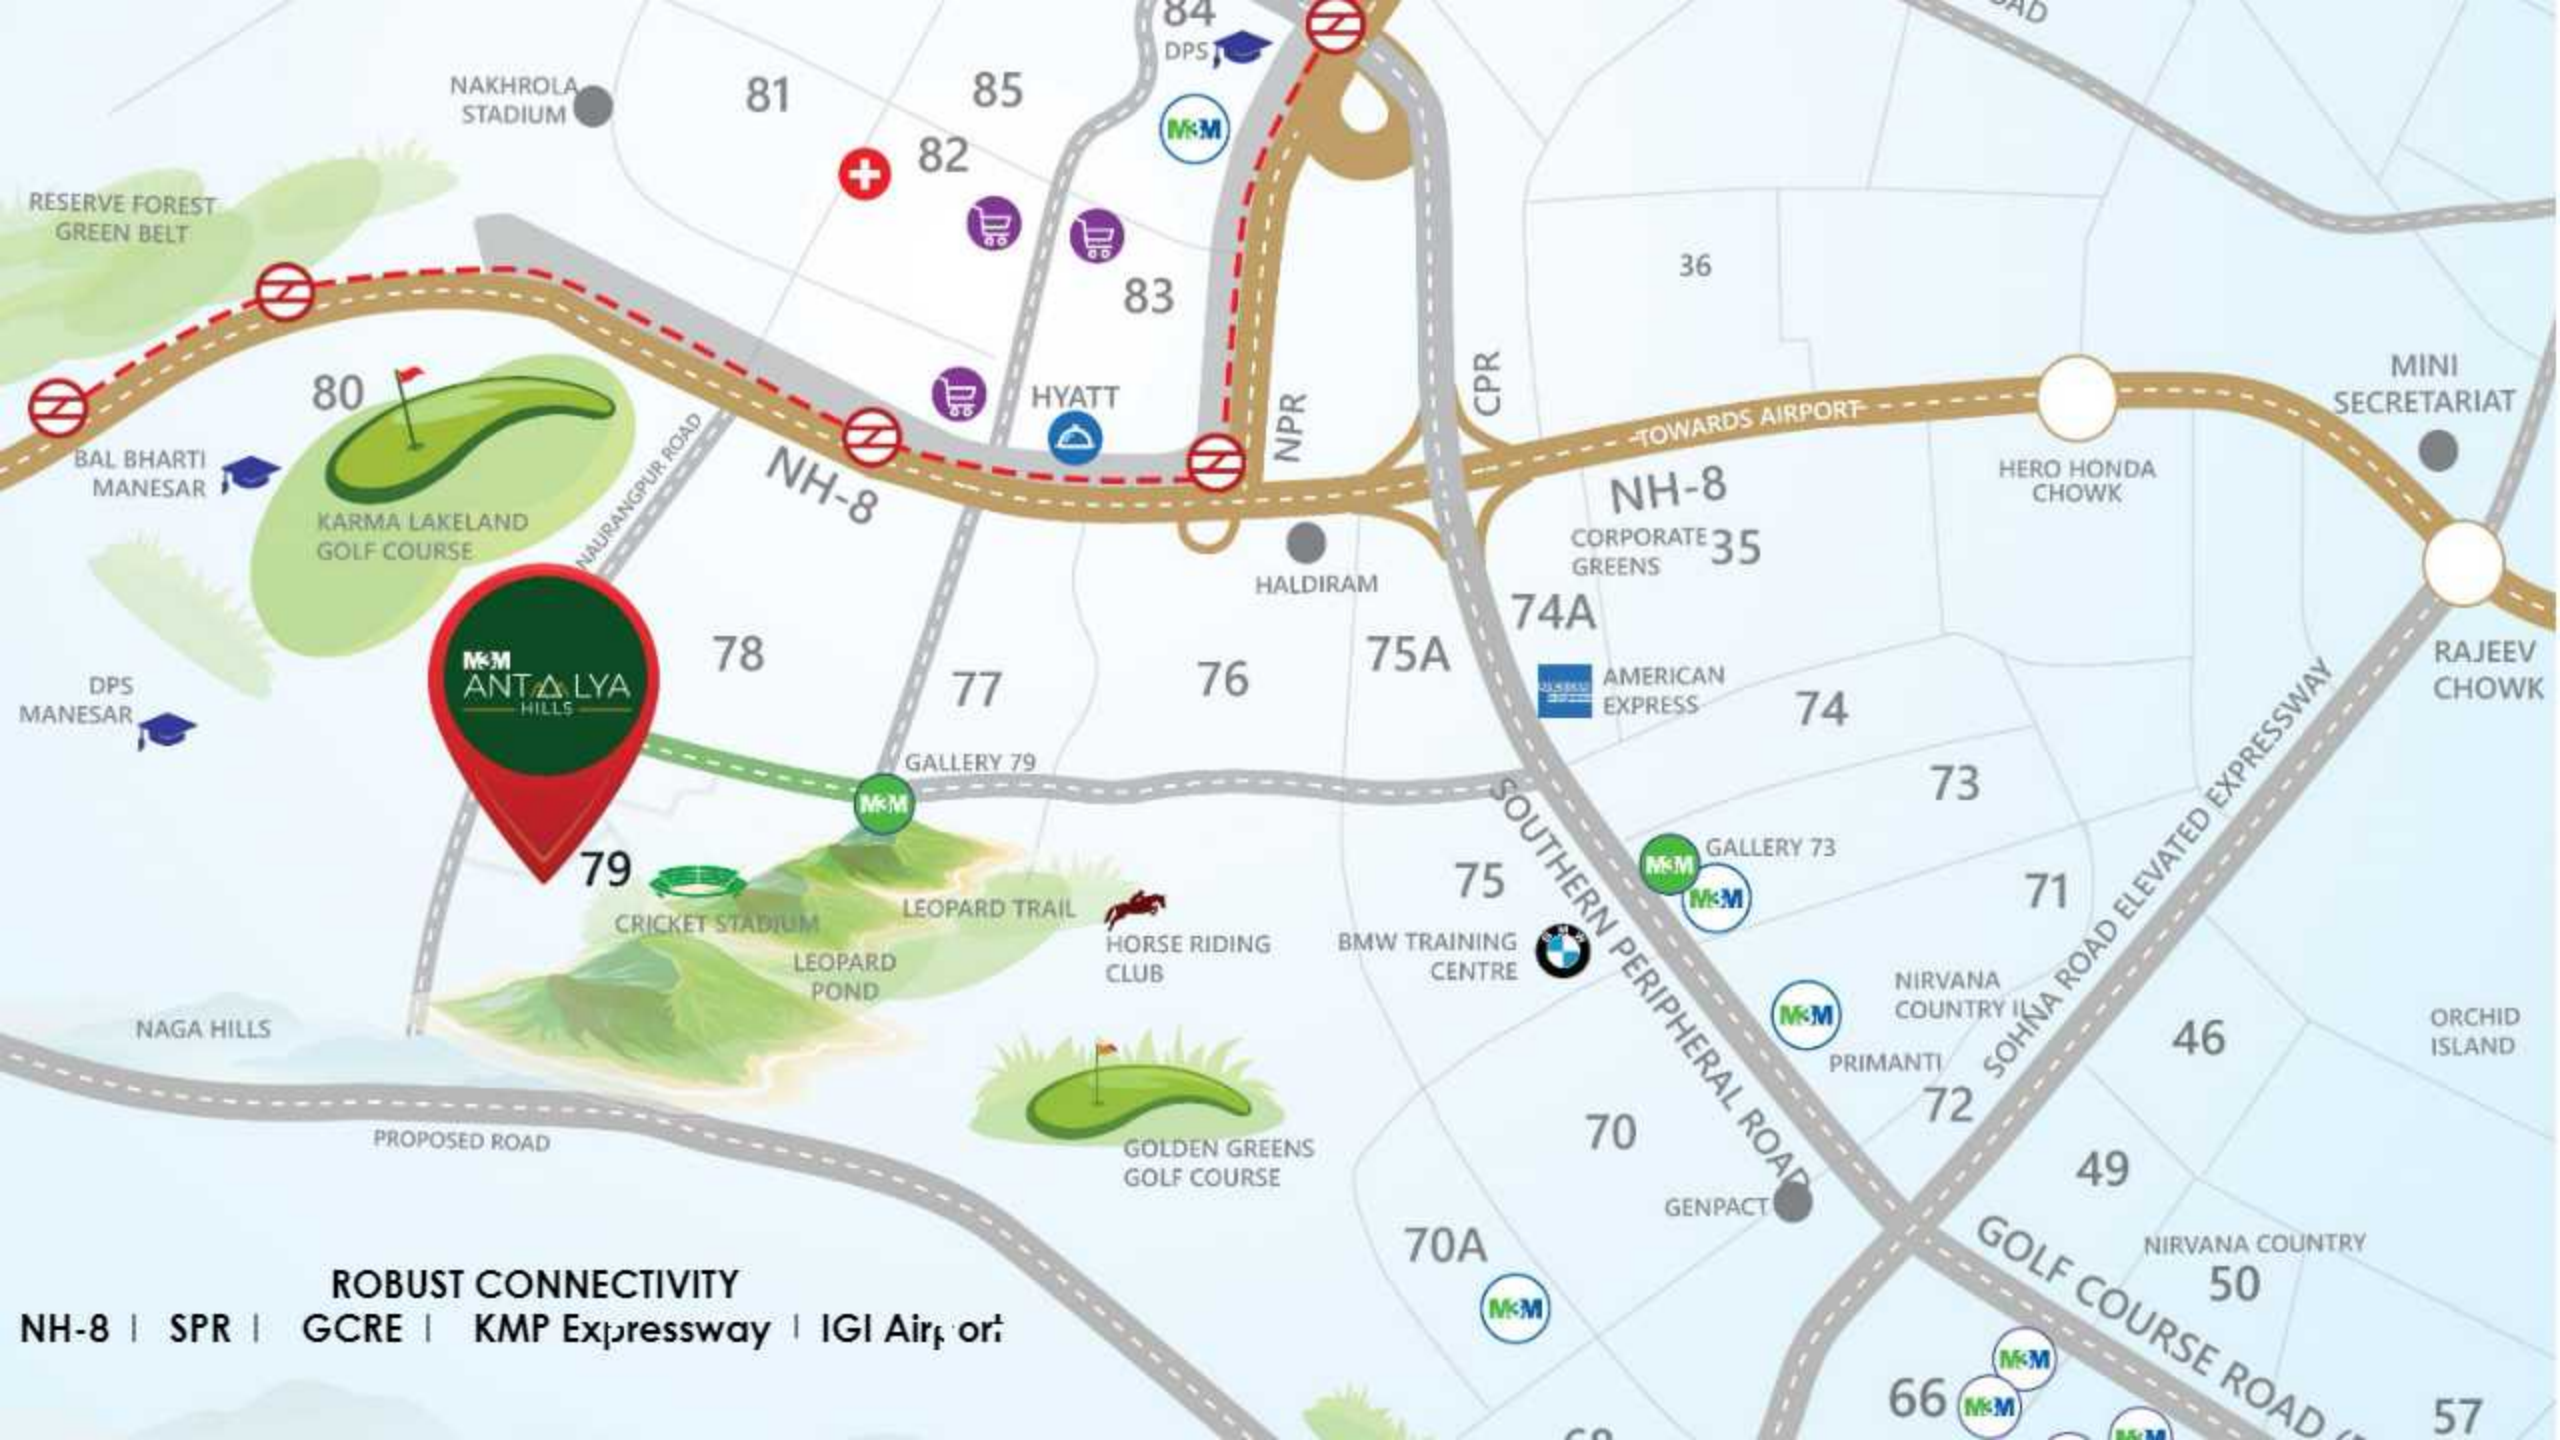 84
DPS
OAD
NAKHROLA
STADIUM
81
85
82
M3M
RESERVE FOREST
GREEN BELT
83
36
80
HYATT
NPR
CPR
TOWARDS AIRPORT
MINI
SECRETARIAT
BAL BHARTI
MANESAR
KARMA LAKELAND
GOLF COURSE
NAURANGPUR ROAD
NH-8
NH-8
HERO HONDA
CHOWK
CORPORATE
GREENS
35
HALDIRAM
74A
RAJEEV
CHOWK
M3M
ANTALYA
HILLS
78
77
76
75A
AMERICAN
EXPRESS
74
DPS
MANESAR
GALLERY 79
M3M
73
SOUTHERN PERIPHERAL ROAD
SOHNA ROAD ELEVATED EXPRESSWAY
79
CRICKET STADIUM
LEOPARD TRAIL
LEOPARD
POND
HORSE RIDING
CLUB
75
GALLERY 73
M3M
M3M
71
BMW TRAINING
CENTRE
BMW
NIRVANA
COUNTRY II
M3M
PRIMANTI
72
46
ORCHID
ISLAND
NAGA HILLS
PROPOSED ROAD
GOLDEN GREENS
GOLF COURSE
70
49
GENPACT
70A
M3M
GOLF COURSE ROAD (
NIRVANA COUNTRY
50
ROBUST CONNECTIVITY
NH-8 | SPR | GCRE | KMP Expressway | IGI Airport
M3M
66
M3M
M3M
57